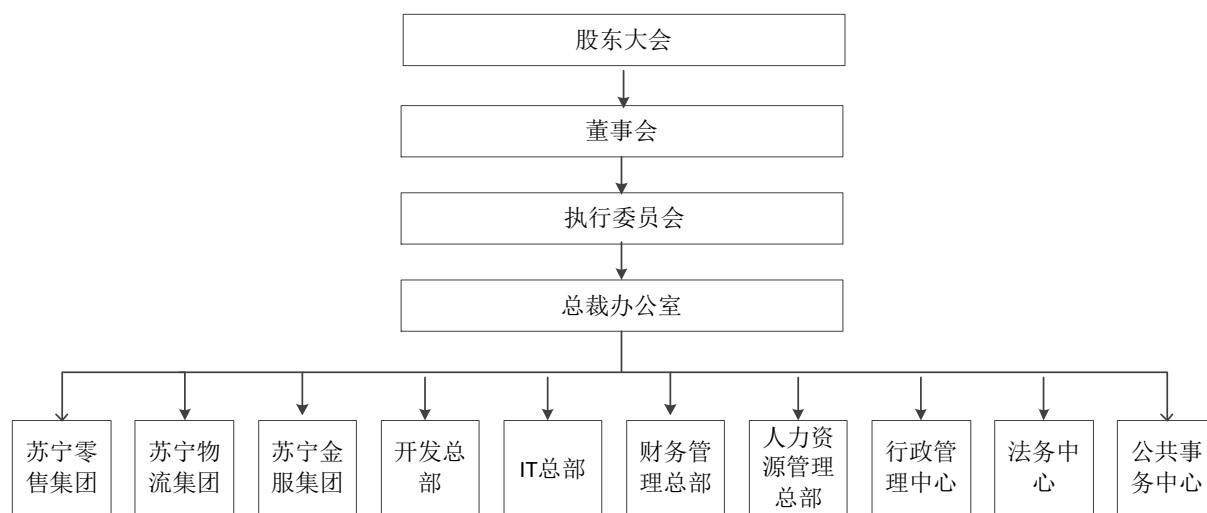 股东大会
董事会
执行委员会
总裁办公室
苏宁零
售集团
苏宁物
流集团
苏宁金
服集团
开发总
部
IT总部
财务管
理总部
人力资
源管理
总部
行政管
理中心
法务中
心
公共事
务中心